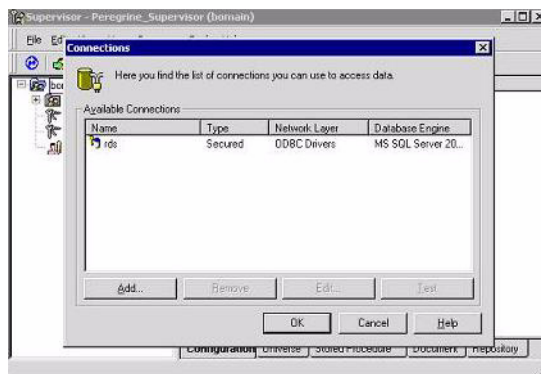 Supervisor - Peregrine_Supervisor (bomain)
File Ed
Connections
Here you find the list of connections you can use to access data.
Available Connections
Name Type Network Layer Database Engine
rds Secured ODBC Drivers MS SQL Server 20...
Add... Remove Edit... Test
OK Cancel Help
Configuration Universe Stored Procedure Document Repository